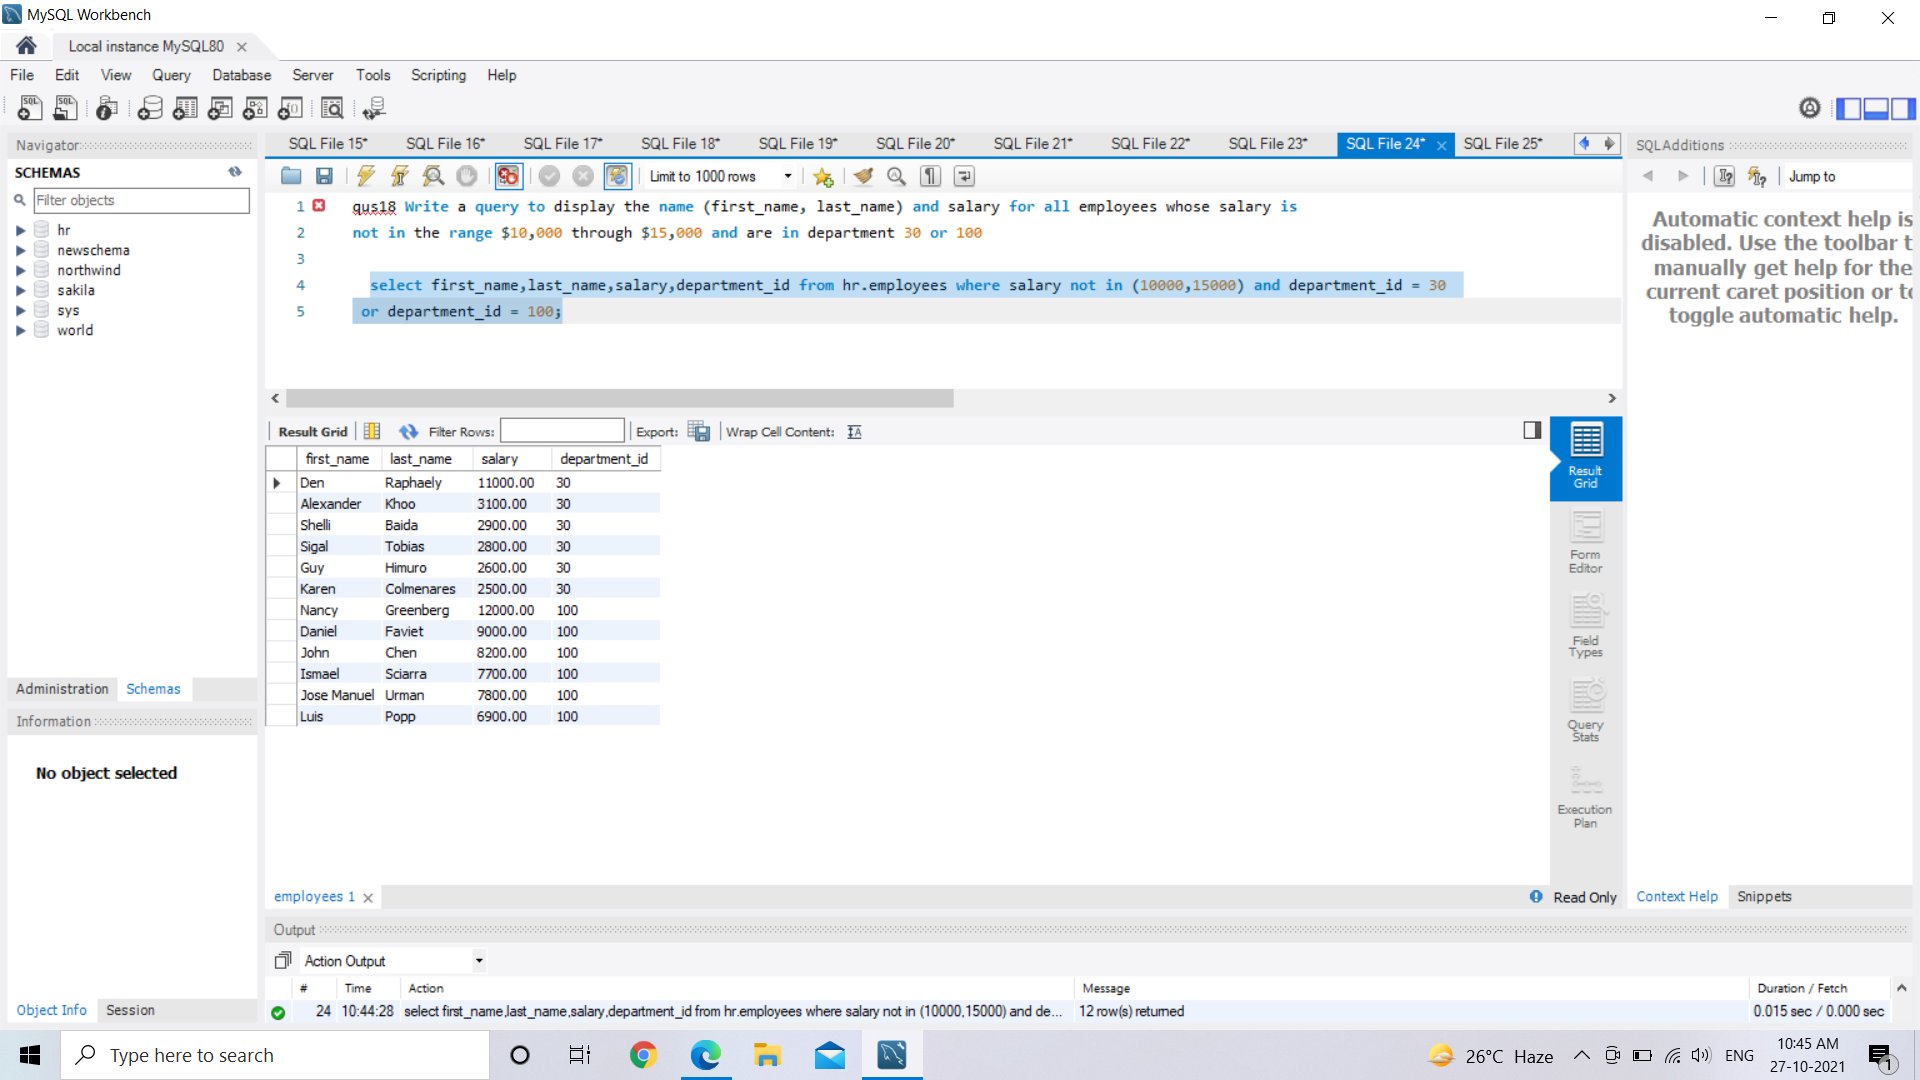 MySQL Workbench
Local instance MySQL80
File Edit View Query Database Server Tools Scripting Help
Navigator
SCHEMAS
Filter objects
hr
newschema
northwind
sakila
sys
world
Administration Schemas
Information
No object selected
Object Info Session
SQL File 15* SQL File 16* SQL File 17* SQL File 18* SQL File 19* SQL File 20* SQL File 21* SQL File 22* SQL File 23* SQL File 24* SQL File 25*
Limit to 1000 rows
1 qus18 Write a query to display the name (first_name, last_name) and salary for all employees whose salary is
2 not in the range $10,000 through $15,000 and are in department 30 or 100
3
4 select first_name,last_name,salary,department_id from hr.employees where salary not in (10000,15000) and department_id = 30
5 or department_id = 100;
Result Grid Filter Rows: Export: Wrap Cell Content:
first_name last_name salary department_id
Den Raphaely 11000.00 30
Alexander Khoo 3100.00 30
Shelli Baida 2900.00 30
Sigal Tobias 2800.00 30
Guy Himuro 2600.00 30
Karen Colmenares 2500.00 30
Nancy Greenberg 12000.00 100
Daniel Faviet 9000.00 100
John Chen 8200.00 100
Ismael Sciarra 7700.00 100
Jose Manuel Urman 7800.00 100
Luis Popp 6900.00 100
Result
Grid
Form
Editor
Field
Types
Query
Stats
Execution
Plan
employees 1 Read Only
SQLAdditions
Jump to
Automatic context help is
disabled. Use the toolbar t
manually get help for the
current caret position or to
toggle automatic help.
Context Help Snippets
Output
Action Output
# Time Action Message Duration / Fetch
24 10:44:28 select first_name,last_name,salary,department_id from hr.employees where salary not in (10000,15000) and de... 12 row(s) returned 0.015 sec / 0.000 sec
Type here to search
26°C Haze
ENG
10:45 AM
27-10-2021
1